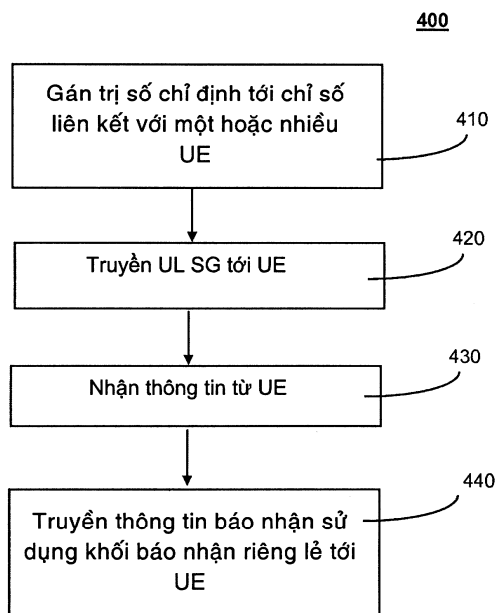 400
Gán trị số chỉ định tới chỉ số
liên kết với một hoặc nhiều
UE
410
Truyền UL SG tới UE
420
Nhận thông tin từ UE
430
Truyền thông tin báo nhận sử
dụng khối báo nhận riêng lẻ tới
UE
440